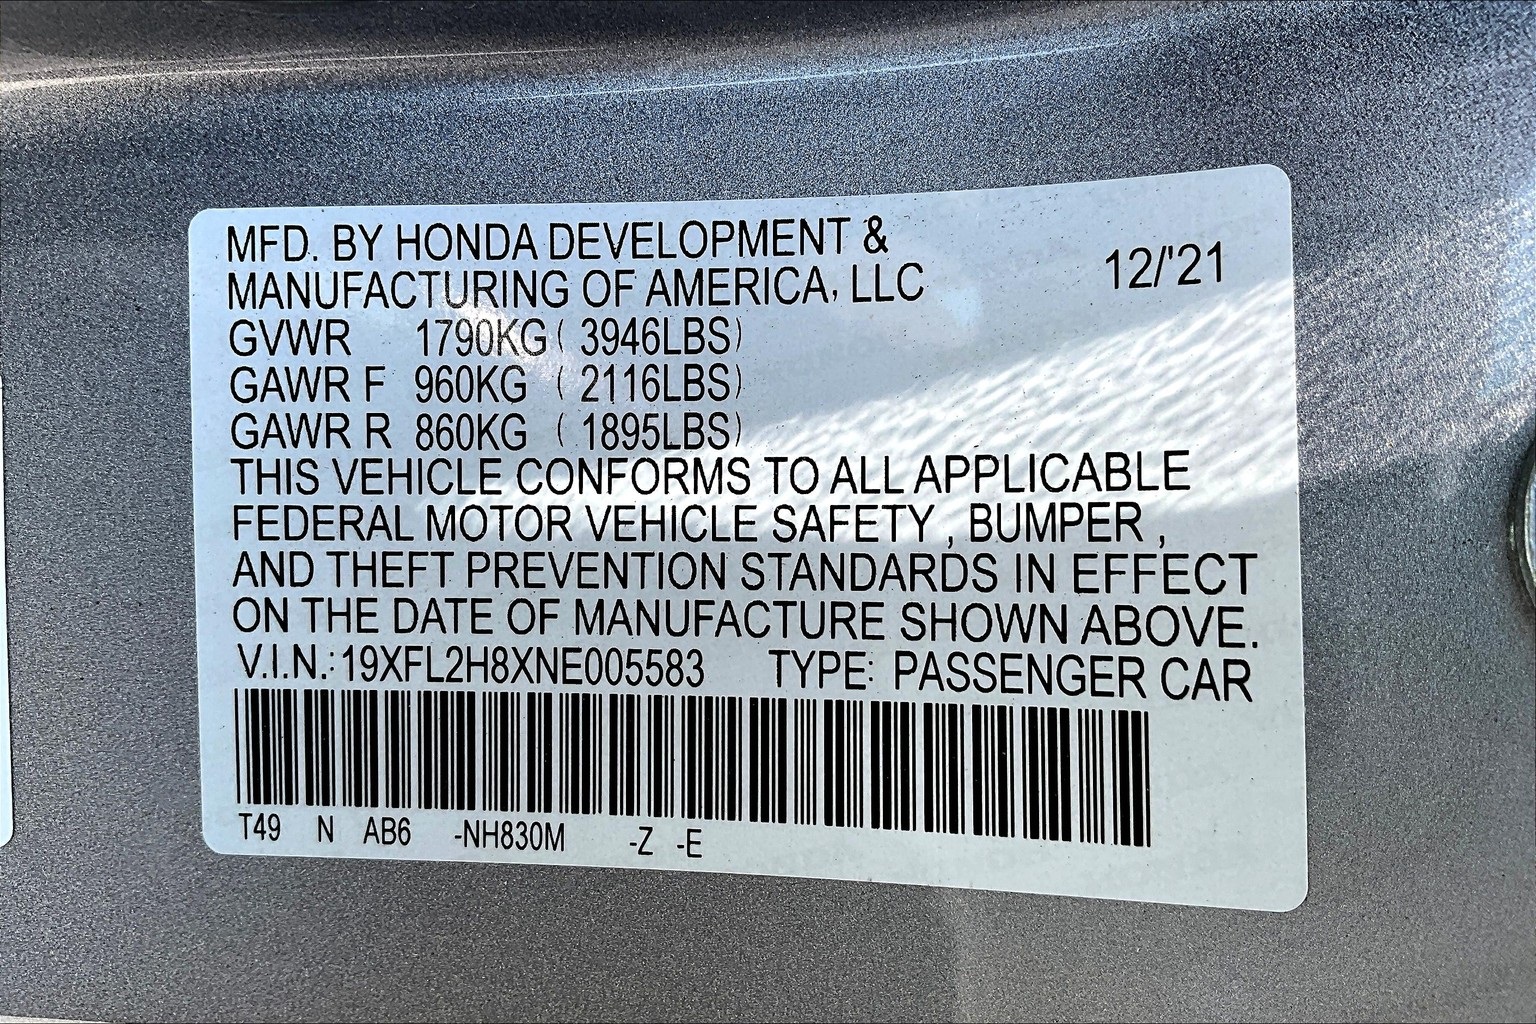 MFD. BY HONDA DEVELOPMENT &
MANUFACTURING OF AMERICA, LLC 12/'21
GVWR 1790KG ( 3946LBS)
GAWR F 960KG ( 2116LBS)
GAWR R 860KG ( 1895LBS)
THIS VEHICLE CONFORMS TO ALL APPLICABLE
FEDERAL MOTOR VEHICLE SAFETY , BUMPER ,
AND THEFT PREVENTION STANDARDS IN EFFECT
ON THE DATE OF MANUFACTURE SHOWN ABOVE.
V.I.N.: 19XFL2H8XNE005583 TYPE: PASSENGER CAR
T49 N AB6 -NH830M -Z -E